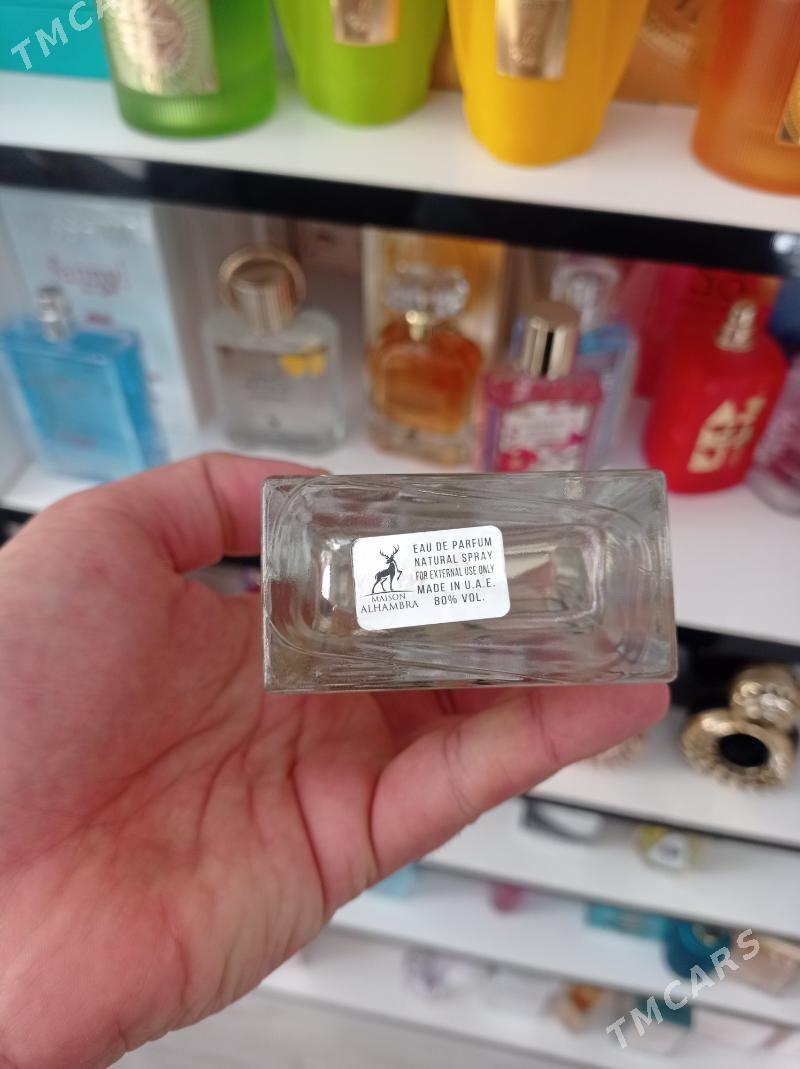 TMCARS
EAU DE PARFUM
NATURAL SPRAY
FOR EXTERNAL USE ONLY
MADE IN U.A.E.
80% VOL.
MAISON
ALHAMBRA
TMCARS